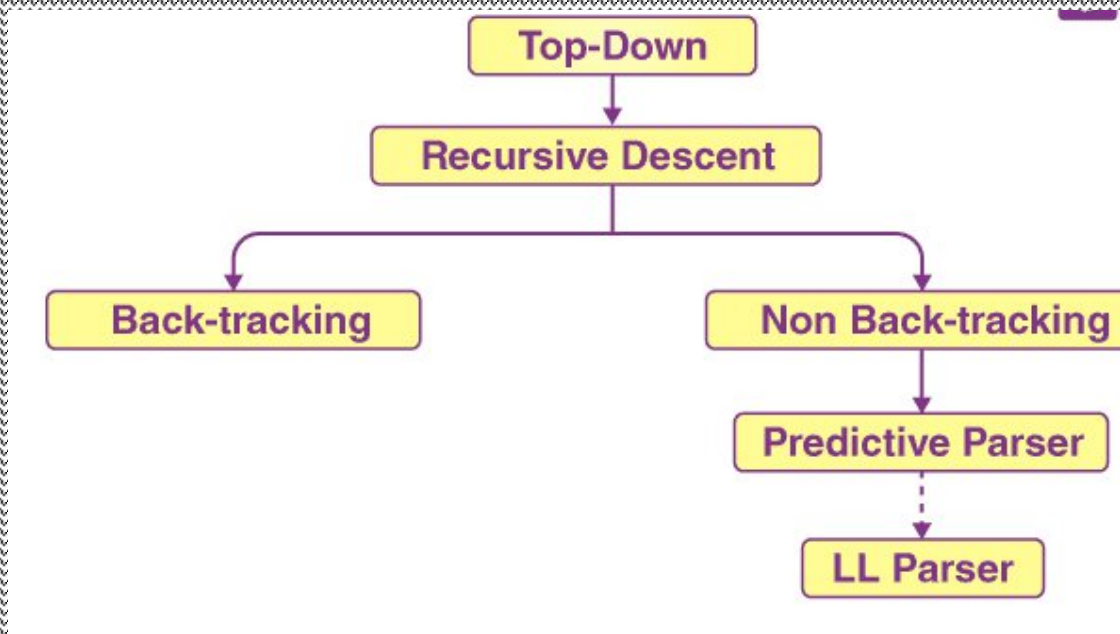 Top-Down
Recursive Descent
Back-tracking
Non Back-tracking
Predictive Parser
LL Parser